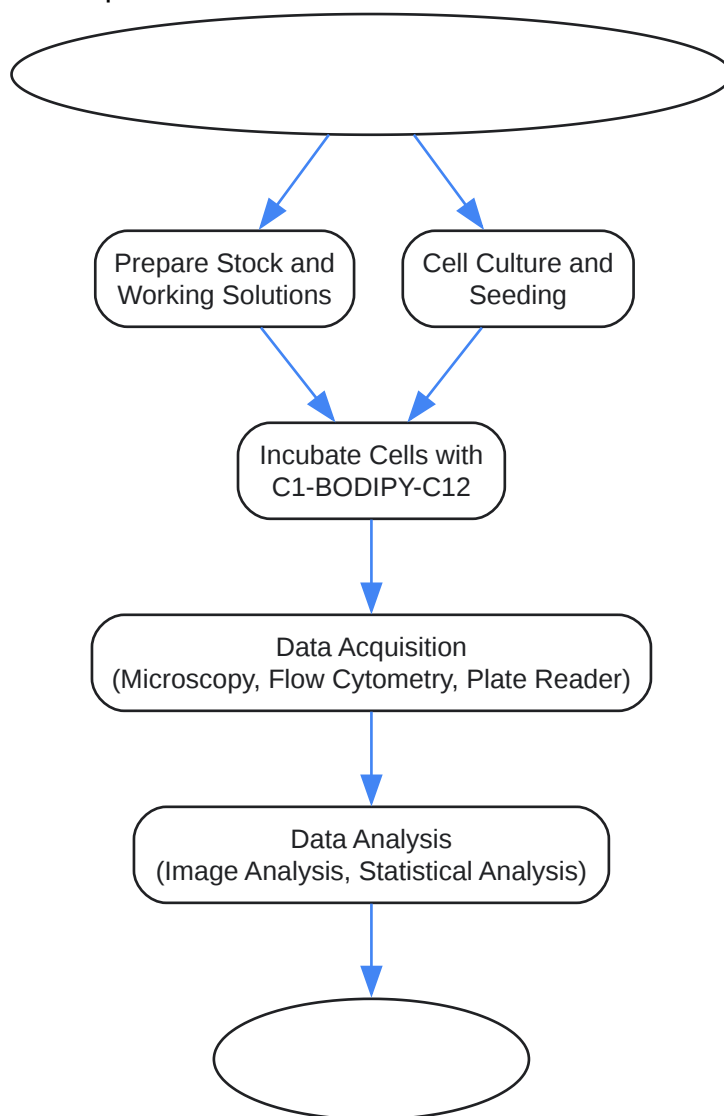 Prepare Stock and
Working Solutions
Cell Culture and
Seeding
Incubate Cells with
C1-BODIPY-C12
Data Acquisition
(Microscopy, Flow Cytometry, Plate Reader)
Data Analysis
(Image Analysis, Statistical Analysis)